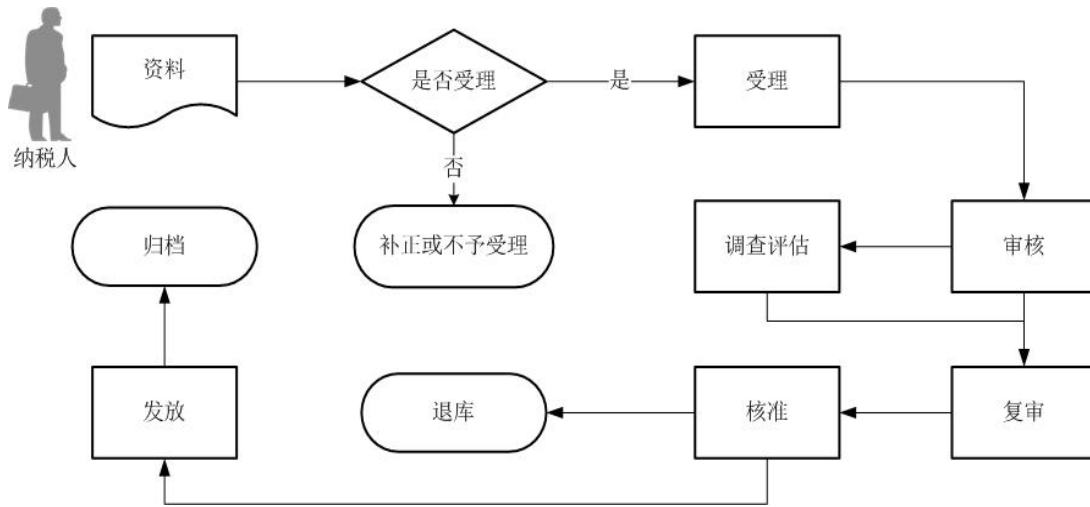 资料
是否受理
是
受理
纳税人
否
归档
补正或不予受理
调查评估
审核
发放
退库
核准
复审